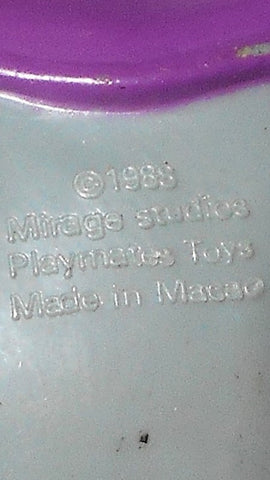 ©1988
Mirage studios
Playmates Toys
Made in Macao